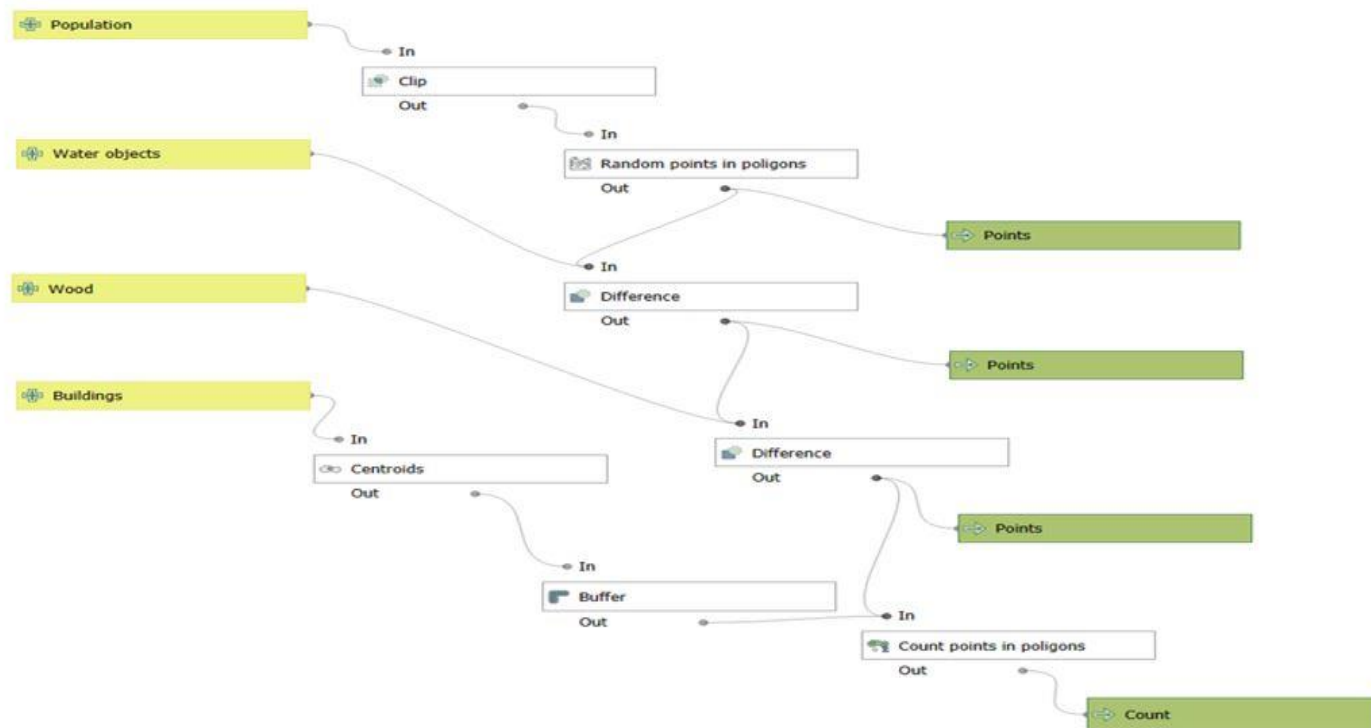 Population
In
Clip
Out
In
Water objects
Random points in poligons
Out
Points
In
Wood
Difference
Out
Points
Buildings
In
In
Difference
Centroids
Out
Out
Points
In
Buffer
In
Out
Count points in poligons
Out
Count